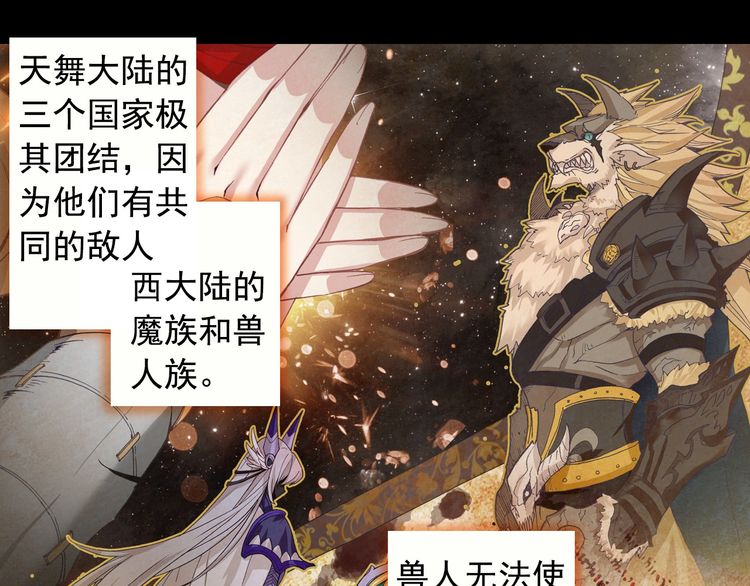 天舞大陆的
三个国家极
其团结，因
为他们有共
同的敌人
西大陆的
魔族和兽
人族。
兽人无法使